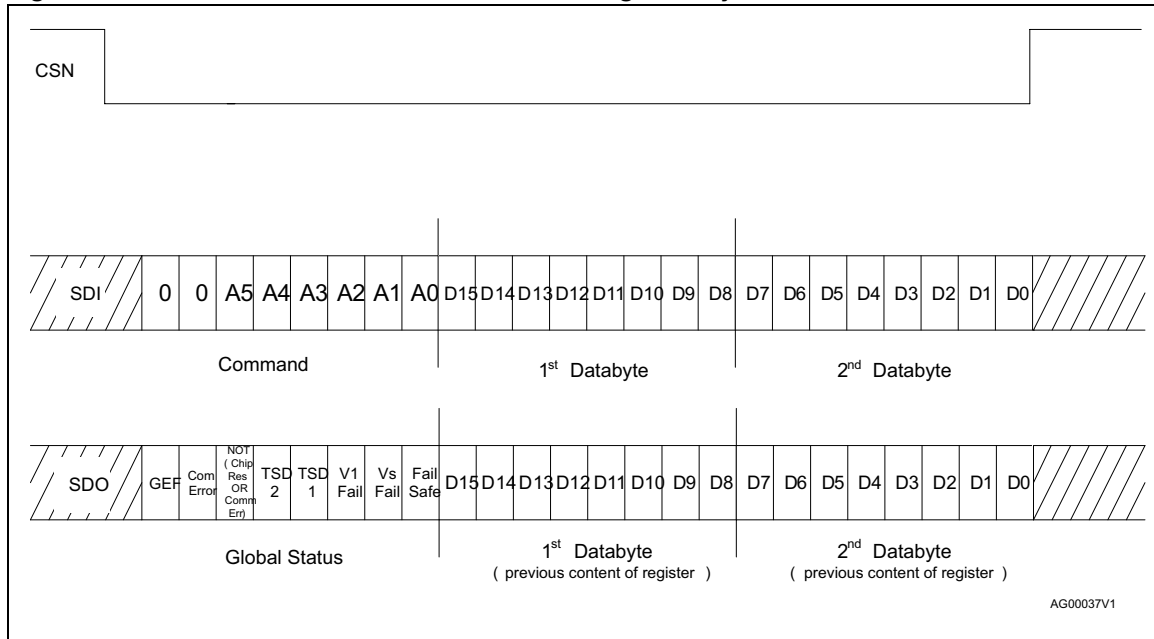 CSN
SDI 0 0 A5 A4 A3 A2 A1 A0 D15 D14 D13 D12 D11 D10 D9 D8 D7 D6 D5 D4 D3 D2 D1 D0
Command 1st Databyte 2nd Databyte
SDO GEF Com Error NOT ( Chip Res OR Comm Err) TSD 2 TSD 1 V1 Fail Vs Fail Fail Safe D15 D14 D13 D12 D11 D10 D9 D8 D7 D6 D5 D4 D3 D2 D1 D0
Global Status 1st Databyte ( previous content of register ) 2nd Databyte ( previous content of register )
AG00037V1